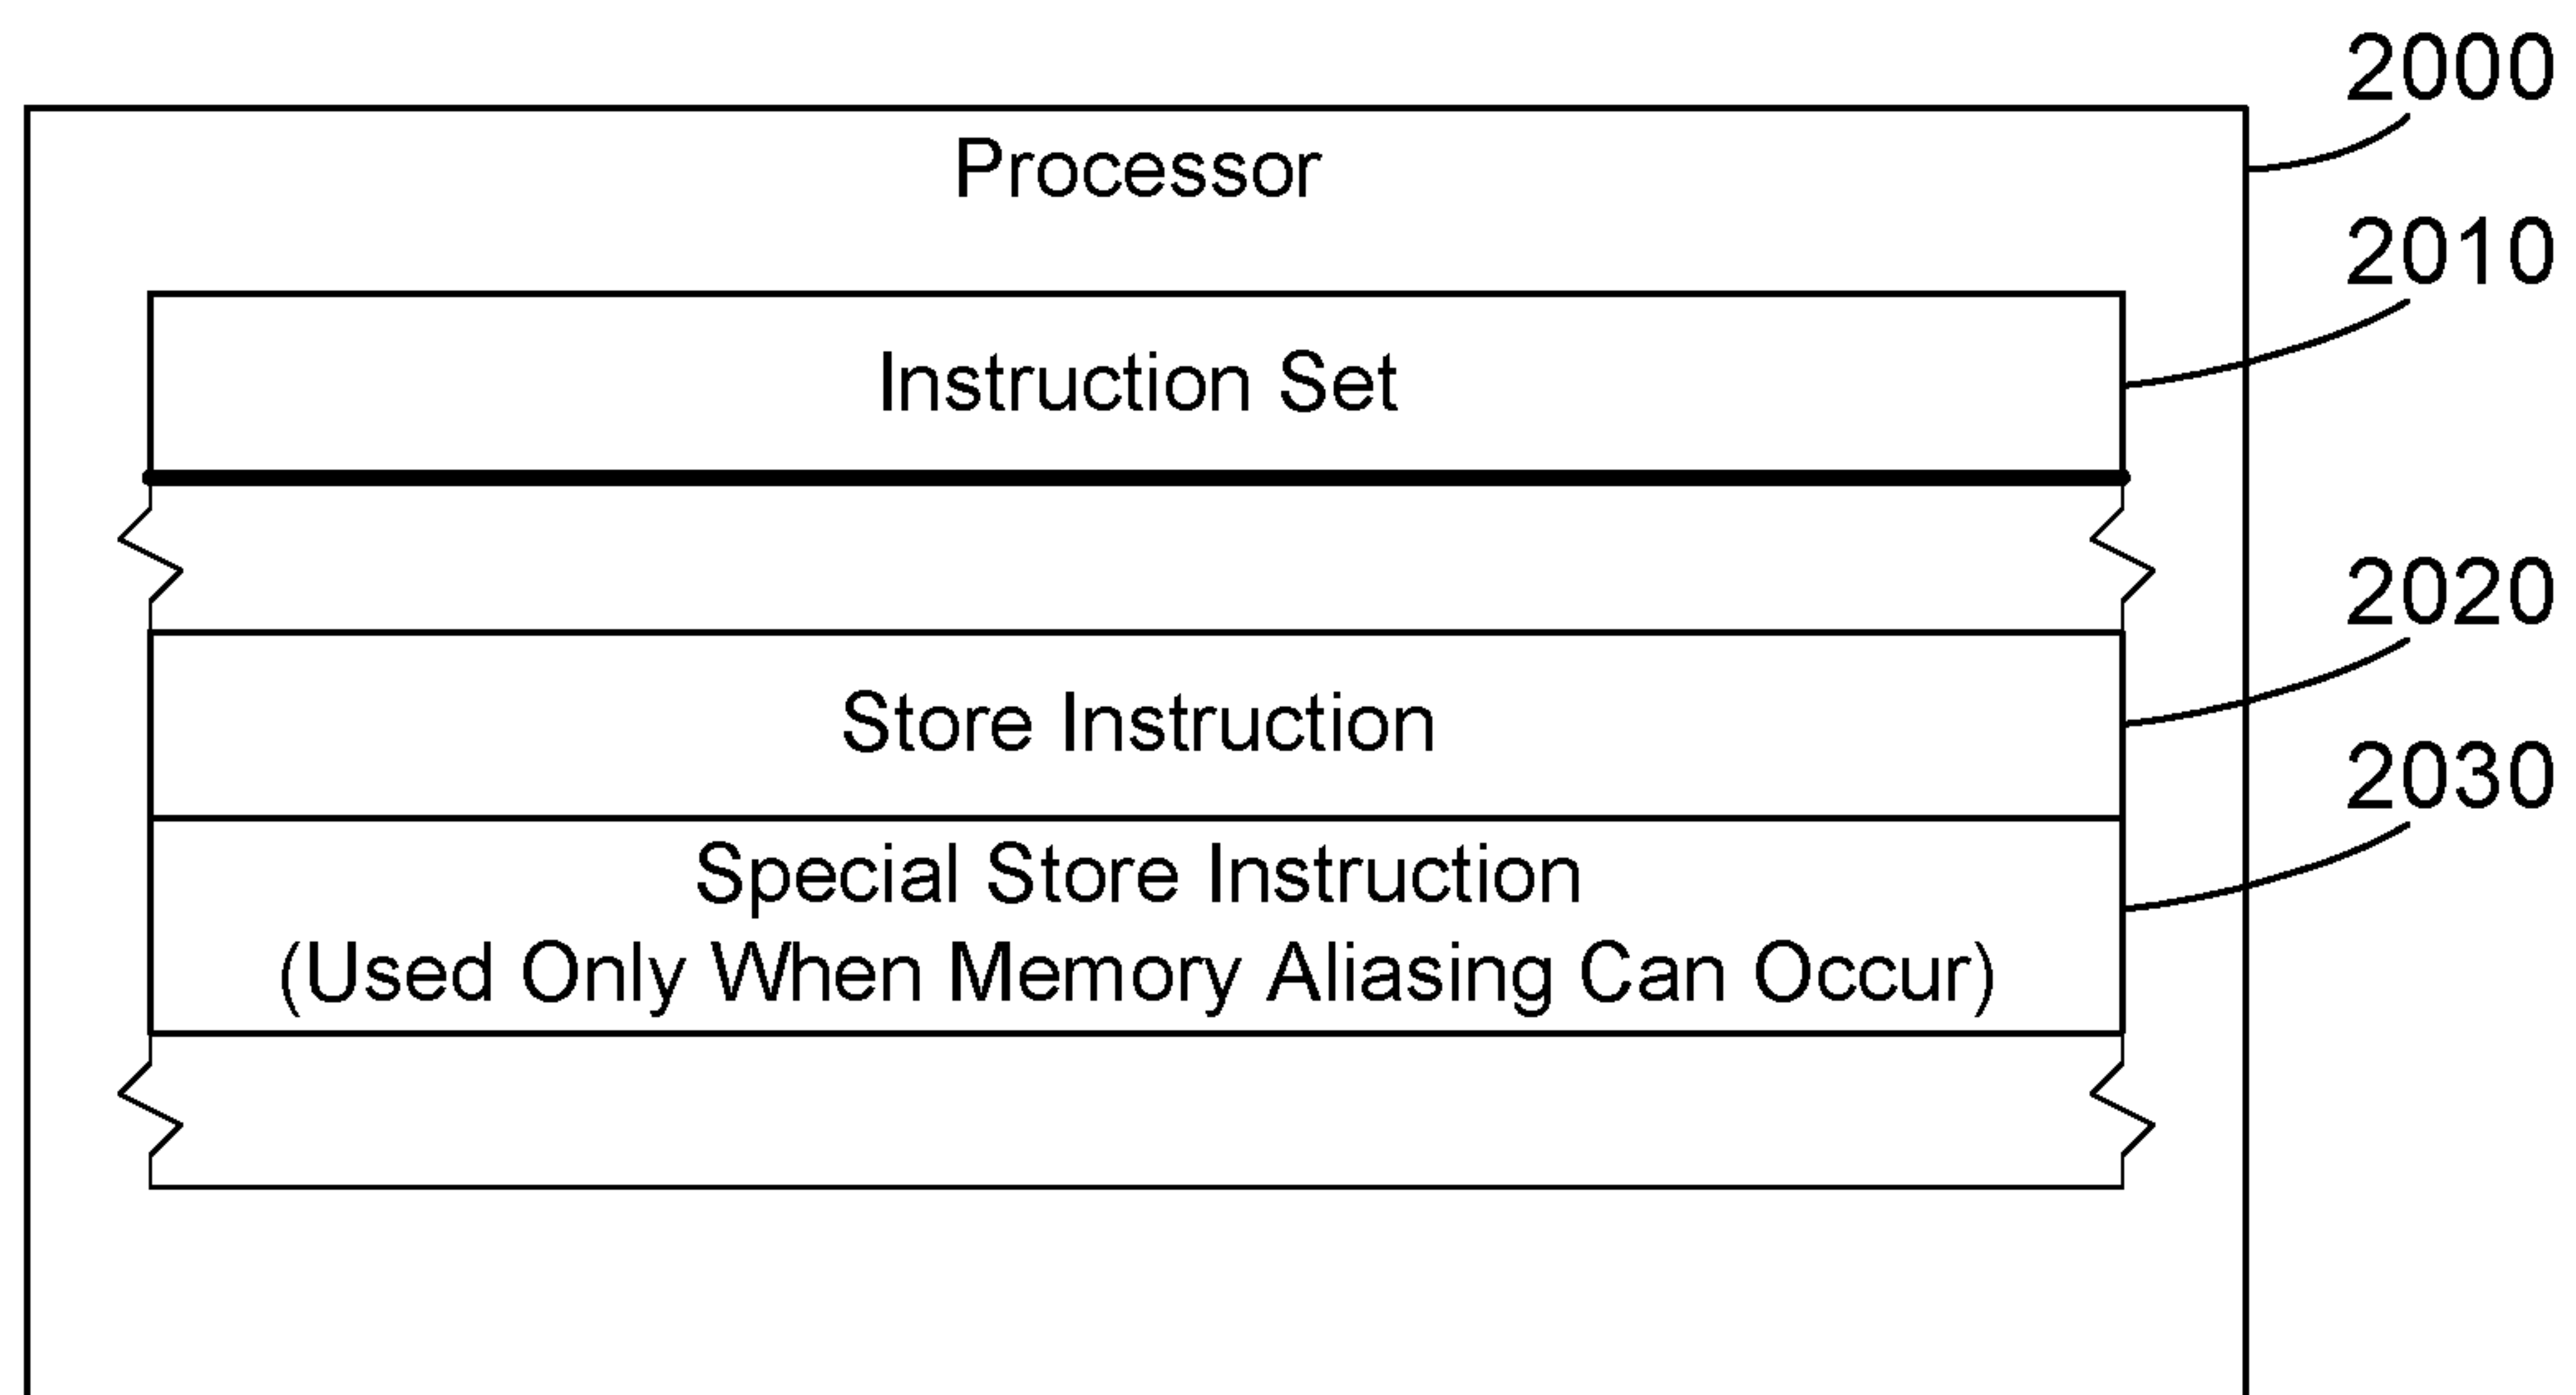 2000
Processor
2010
Instruction Set
2020
Store Instruction
2030
Special Store Instruction
(Used Only When Memory Aliasing Can Occur)